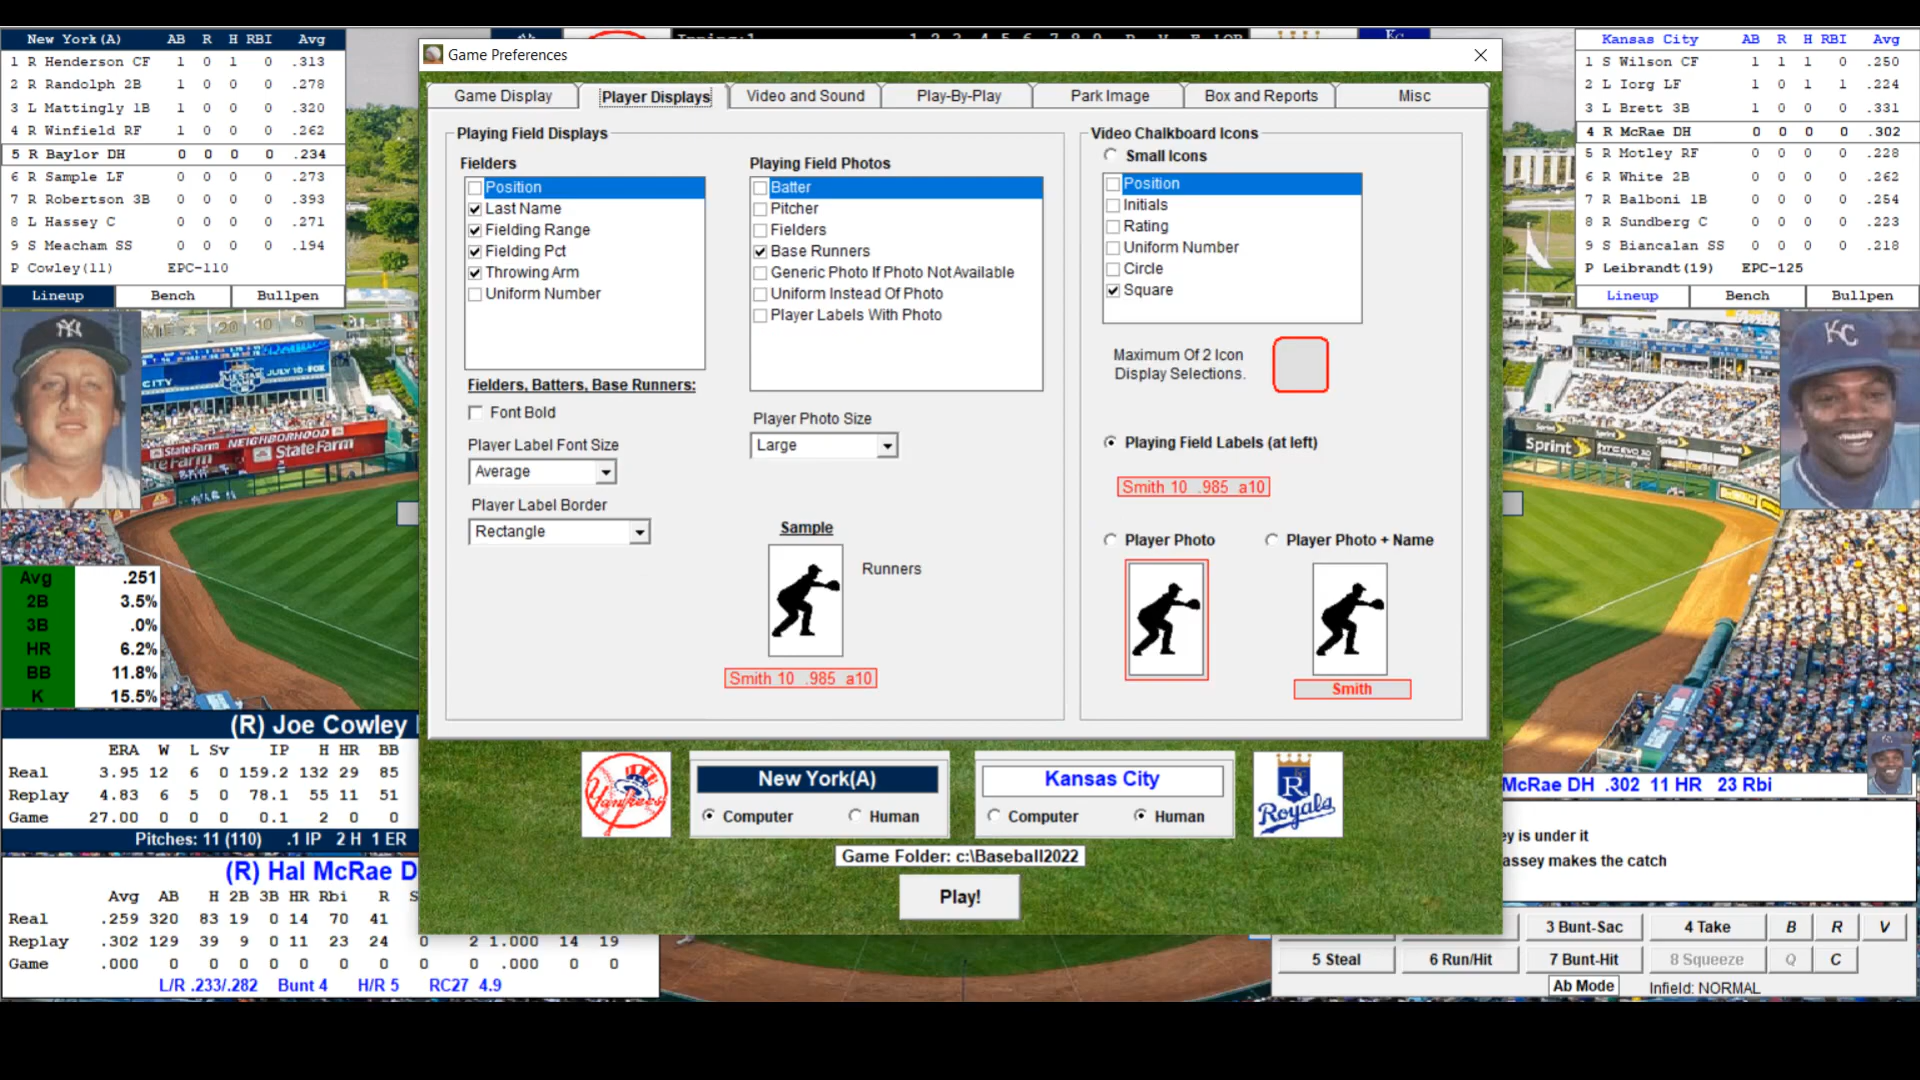 New York(A) AB R H RBI Avg
1 R Henderson CF 1 0 1 0 .313
2 R Randolph 2B 1 0 0 0 .278
3 L Mattingly 1B 1 0 0 0 .320
4 R Winfield RF 1 0 0 0 .262
5 R Baylor DH 0 0 0 0 .234
6 R Sample LF 0 0 0 0 .273
7 R Robertson 3B 0 0 0 0 .393
8 L Hassey C 0 0 0 0 .271
9 S Meacham SS 0 0 0 0 .194
P Cowley(11) EPC-110
Lineup Bench Bullpen
Game Preferences
Game Display Player Displays Video and Sound Play-By-Play Park Image Box and Reports Misc
Playing Field Displays
Fielders
Position
Last Name
Fielding Range
Fielding Pct
Throwing Arm
Uniform Number
Fielders, Batters, Base Runners:
Font Bold
Player Label Font Size
Average
Player Label Border
Rectangle
Playing Field Photos
Batter
Pitcher
Fielders
Base Runners
Generic Photo If Photo Not Available
Uniform Instead Of Photo
Player Labels With Photo
Player Photo Size
Large
Sample
Runners
Smith 10 .985 a10
Video Chalkboard Icons
Small Icons
Position
Initials
Rating
Uniform Number
Circle
Square
Maximum Of 2 Icon
Display Selections.
Playing Field Labels (at left)
Smith 10 .985 a10
Player Photo Player Photo + Name
Smith
Yankees
New York(A)
Computer Human
Kansas City
Computer Human
R
Royals
Game Folder: c:\Baseball2022
Play!
Kansas City AB R H RBI Avg
1 S Wilson CF 1 1 1 0 .250
2 L Iorg LF 1 0 1 1 .224
3 L Brett 3B 1 0 0 0 .331
4 R McRae DH 0 0 0 0 .302
5 R Motley RF 0 0 0 0 .228
6 R White 2B 0 0 0 0 .262
7 R Balboni 1B 0 0 0 0 .254
8 R Sundberg C 0 0 0 0 .223
9 S Biancalan SS 0 0 0 0 .218
P Leibrandt(19) EPC-125
Lineup Bench Bullpen
CITY
JULY 10 FOX
NEIGHBORHOOD
State Farm
State Farm
Sprint
KC
Avg .251
2B 3.5%
3B .0%
HR 6.2%
BB 11.8%
K 15.5%
(R) Joe Cowley
ERA W L Sv IP H HR BB
Real 3.95 12 6 0 159.2 132 29 85
Replay 4.83 6 5 0 78.1 55 11 51
Game 27.00 0 0 0 0.1 2 0 0
Pitches: 11 (110) .1 IP 2 H 1 ER
(R) Hal McRae D
Avg AB H 2B 3B HR Rbi R S
Real .259 320 83 19 0 14 70 41
Replay .302 129 39 9 0 11 23 24 0 2 1.000 14 19
Game .000 0 0 0 0 0 0 0 0 0 .000 0 0
L/R .233/.282 Bunt 4 H/R 5 RC27 4.9
McRae DH .302 11 HR 23 Rbi
ey is under it
assey makes the catch
3 Bunt-Sac 4 Take B R V
5 Steal 6 Run/Hit 7 Bunt-Hit 8 Squeeze Q C
Ab Mode Infield: NORMAL